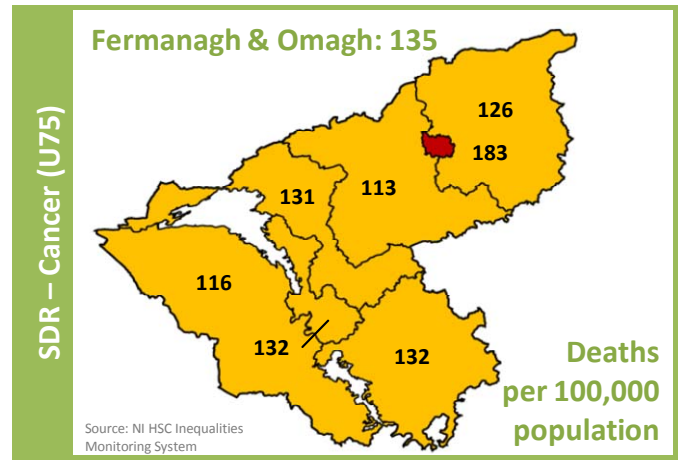 SDR – Cancer (U75)
Fermanagh & Omagh: 135
126
183
131
113
116
132
132
Deaths
per 100,000
population
Source: NI HSC Inequalities
Monitoring System